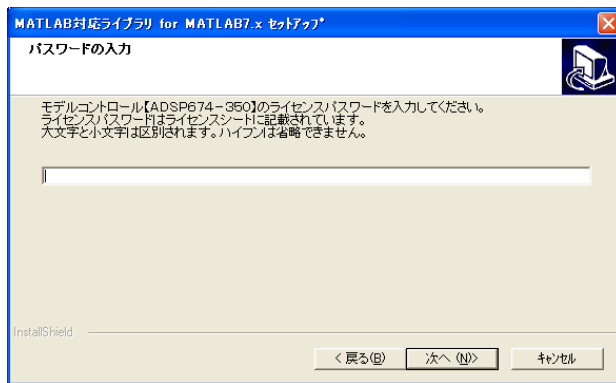 MATLAB対応ライブラリ for MATLAB7.x セットアップ
パスワードの入力
モデルコントロール【ADSP674-350】のライセンスパスワードを入力してください。
ライセンスパスワードはライセンスシートに記載されています。
大文字と小文字は区別されます。ハイフンは省略できません。
InstallShield
< 戻る(B)
次へ (N)>
キャンセル